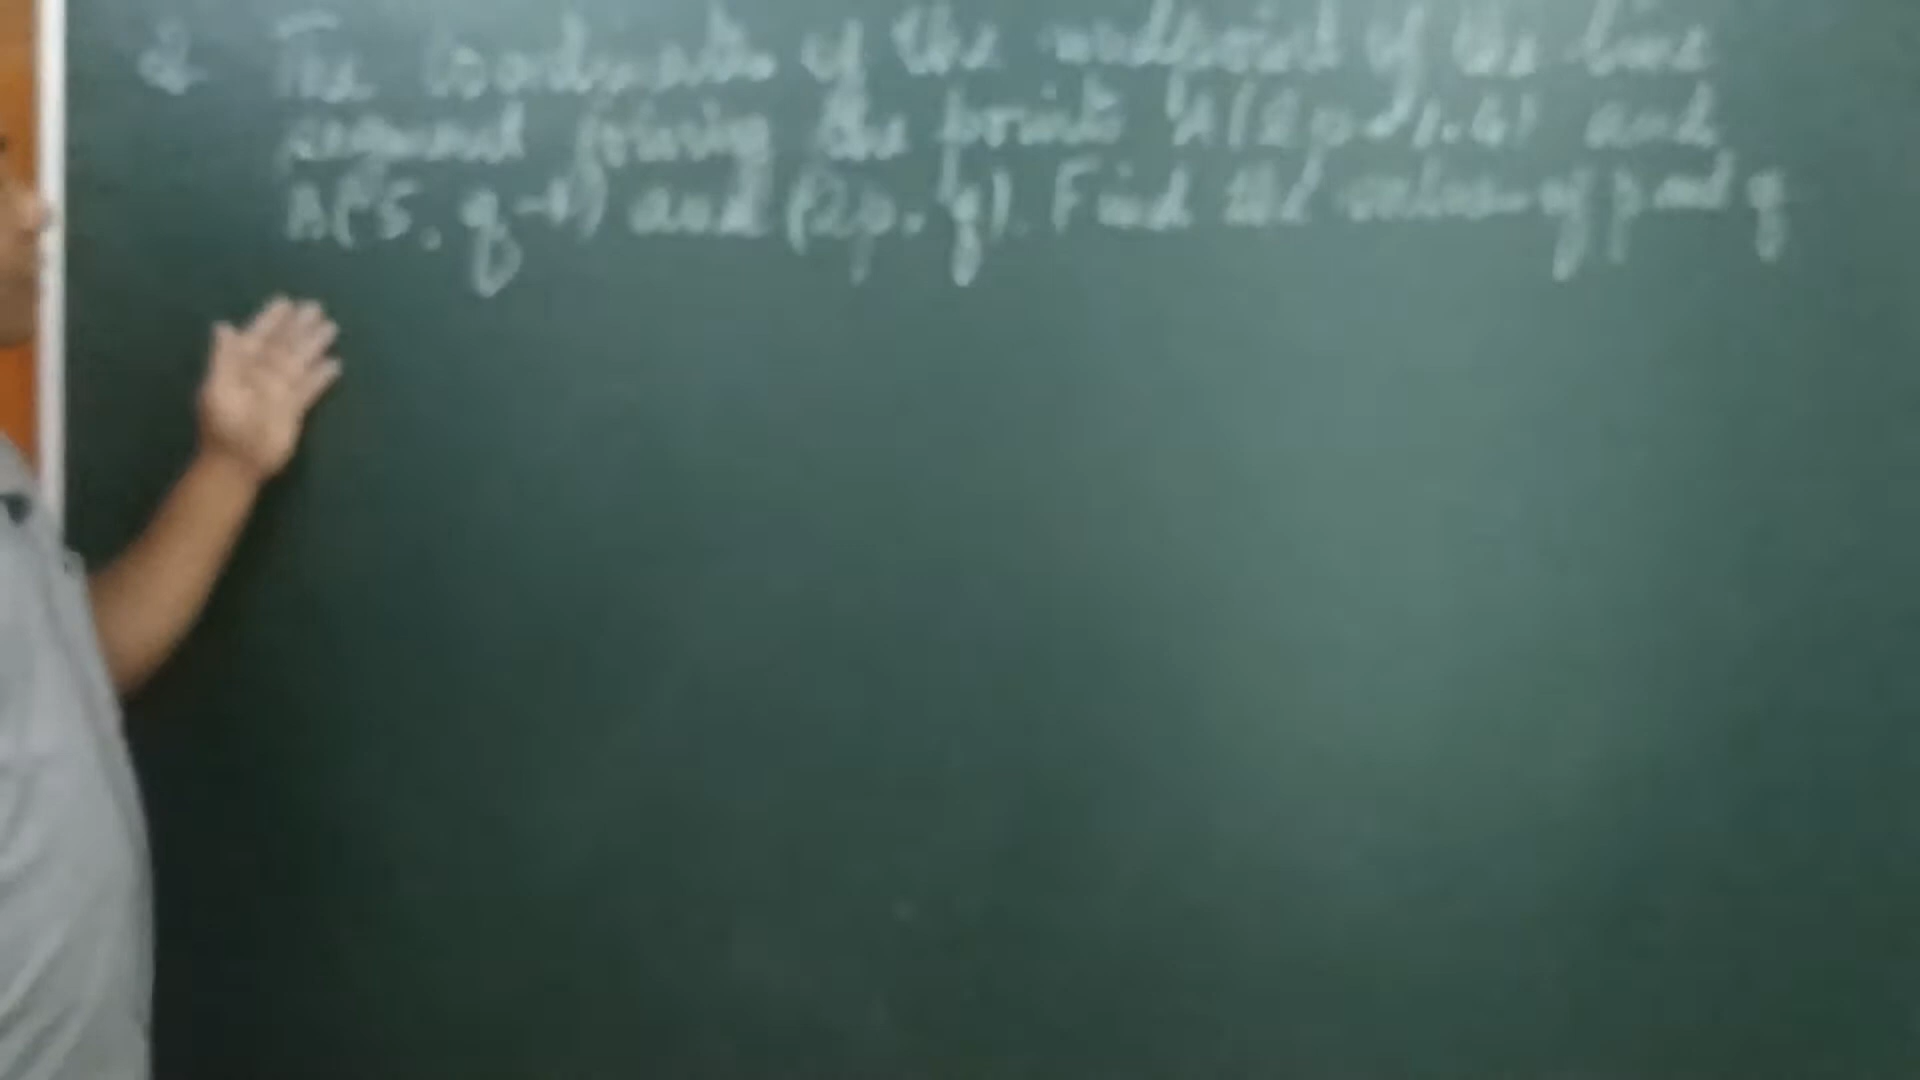 2 The coordinates of the midpoint of the line
segment joining the points A(2p-1,4) and
B(5, q-1) and (2p, q). Find the values of p and q